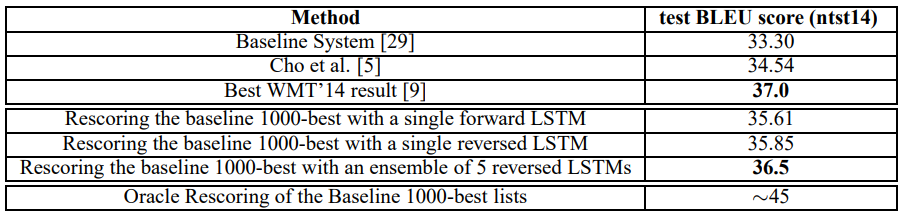 Method test BLEU score (ntst14)
Baseline System [29] 33.30
Cho et al. [5] 34.54
Best WMT'14 result [9] 37.0
Rescoring the baseline 1000-best with a single forward LSTM 35.61
Rescoring the baseline 1000-best with a single reversed LSTM 35.85
Rescoring the baseline 1000-best with an ensemble of 5 reversed LSTMs 36.5
Oracle Rescoring of the Baseline 1000-best lists ∼45